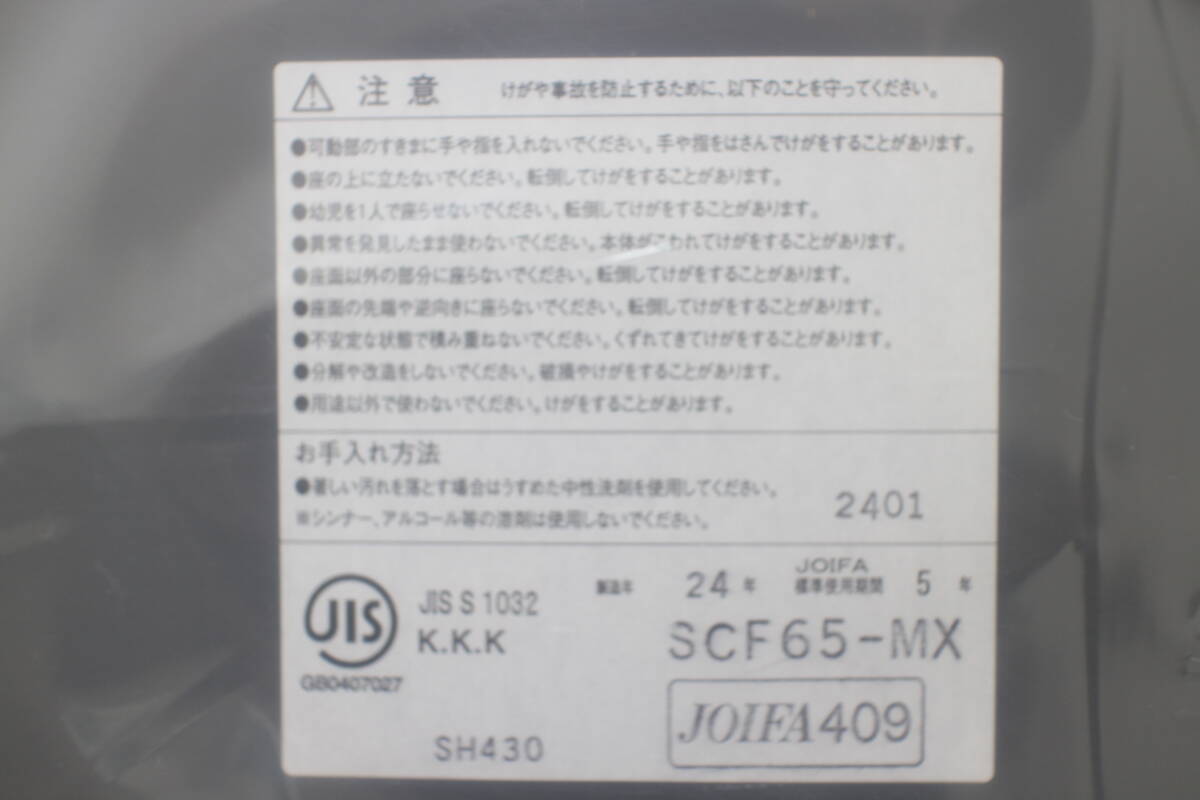 注意 けがや事故を防止するために、以下のことを守ってください。
●可動部のすきまに手や指を入れないでください。手や指をはさんでけがをすることがあります。
●座の上に立たないでください。転倒してけがをすることがあります。
●幼児を1人で座らせないでください。転倒してけがをすることがあります。
●異常を発見したまま使わないでください。本体がこわれてけがをすることがあります。
●座面以外の部分に座らないでください。転倒してけがをすることがあります。
●座面の先端や逆向きに座らないでください。転倒してけがをすることがあります。
●不安定な状態で積み重ねないでください。くずれてきてけがをすることがあります。
●分解や改造をしないでください。破損やけがをすることがあります。
●用途以外で使わないでください。けがをすることがあります。
お手入れ方法
●著しい汚れを落とす場合はうすめた中性洗剤を使用してください。
※シンナー、アルコール等の溶剤は使用しないでください。
2401
製造年 24年 JOIFA 標準使用期間 5年
JIS JIS S 1032
K.K.K
SCF65-MX
GB0407027
JOIFA409
SH430